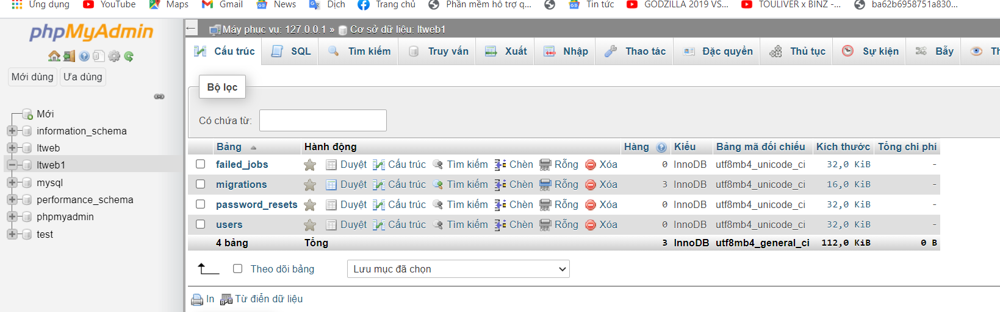 Ứng dụng YouTube Maps Gmail News Dịch Trang chủ Phần mềm hỗ trợ q... Tin tức GODZILLA 2019 VS... TOULIVER x BINZ -... ba62b6958751a830...
phpMyAdmin
Mới dùng Ưa dùng
Mới
information_schema
ltweb
ltweb1
mysql
performance_schema
phpmyadmin
test
Máy phục vụ: 127.0.0.1 » Cơ sở dữ liệu: ltweb1
Cấu trúc SQL Tìm kiếm Truy vấn Xuất Nhập Thao tác Đặc quyền Thủ tục Sự kiện Bẫy Th
Bộ lọc
Có chứa từ:
Bảng Hành động Hàng Kiểu Bảng mã đối chiếu Kích thước Tổng chi phí
failed_jobs Duyệt Cấu trúc Tìm kiếm Chèn Rỗng Xóa 0 InnoDB utf8mb4_unicode_ci 32,0 KiB -
migrations Duyệt Cấu trúc Tìm kiếm Chèn Rỗng Xóa 3 InnoDB utf8mb4_unicode_ci 16,0 KiB -
password_resets Duyệt Cấu trúc Tìm kiếm Chèn Rỗng Xóa 0 InnoDB utf8mb4_unicode_ci 32,0 KiB -
users Duyệt Cấu trúc Tìm kiếm Chèn Rỗng Xóa 0 InnoDB utf8mb4_unicode_ci 32,0 KiB -
4 bảng Tổng 3 InnoDB utf8mb4_general_ci 112,0 KiB 0 B
Theo dõi bảng Lưu mục đã chọn
In Từ điển dữ liệu